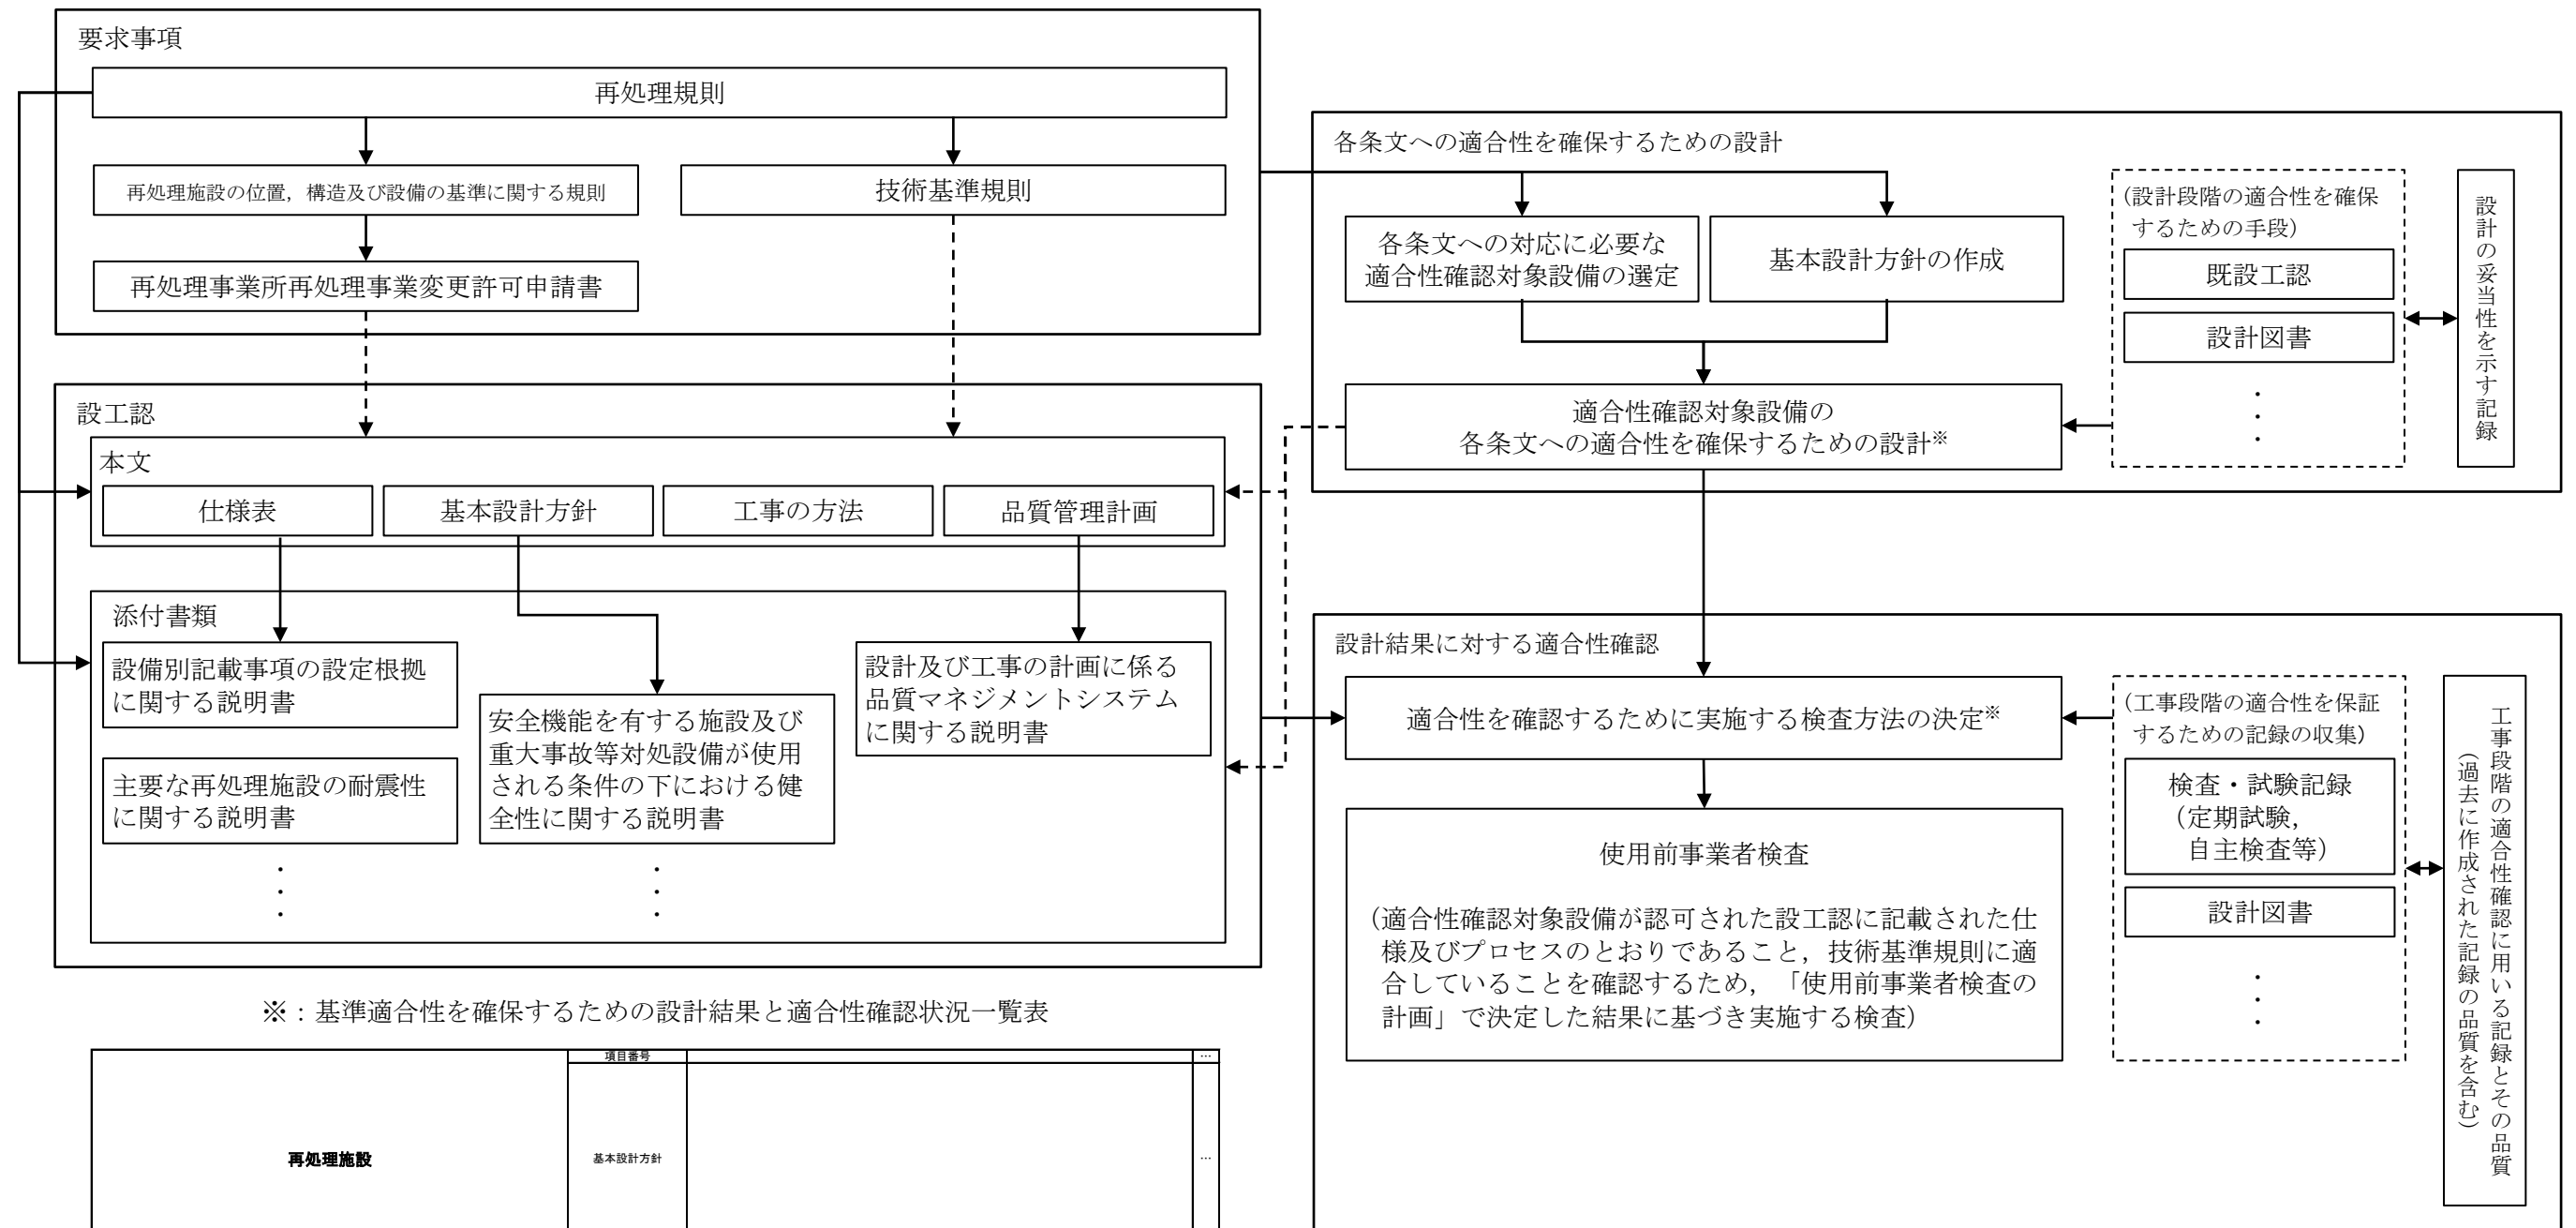 要求事項
再処理規則
再処理施設の位置，構造及び設備の基準に関する規則
技術基準規則
再処理事業所再処理事業変更許可申請書
設工認
本文
仕様表
基本設計方針
工事の方法
品質管理計画
添付書類
設備別記載事項の設定根拠
に関する説明書
主要な再処理施設の耐震性
に関する説明書
・
・
・
安全機能を有する施設及び
重大事故等対処設備が使用
される条件の下における健
全性に関する説明書
・
・
・
設計及び工事の計画に係る
品質マネジメントシステム
に関する説明書
各条文への適合性を確保するための設計
各条文への対応に必要な
適合性確認対象設備の選定
基本設計方針の作成
適合性確認対象設備の
各条文への適合性を確保するための設計※
（設計段階の適合性を確保
するための手段）
既設工認
設計図書
・
・
・
設計の妥当性を示す記録
設計結果に対する適合性確認
適合性を確認するために実施する検査方法の決定※
使用前事業者検査
（適合性確認対象設備が認可された設工認に記載された仕
様及びプロセスのとおりであること，技術基準規則に適
合していることを確認するため，「使用前事業者検査の
計画」で決定した結果に基づき実施する検査）
（工事段階の適合性を保証
するための記録の収集）
検査・試験記録
（定期試験，
自主検査等）
設計図書
・
・
・
工事段階の適合性確認に用いる記録とその品質
（過去に作成された記録の品質を含む）
※：基準適合性を確保するための設計結果と適合性確認状況一覧表
項目番号
…
再処理施設
基本設計方針
…